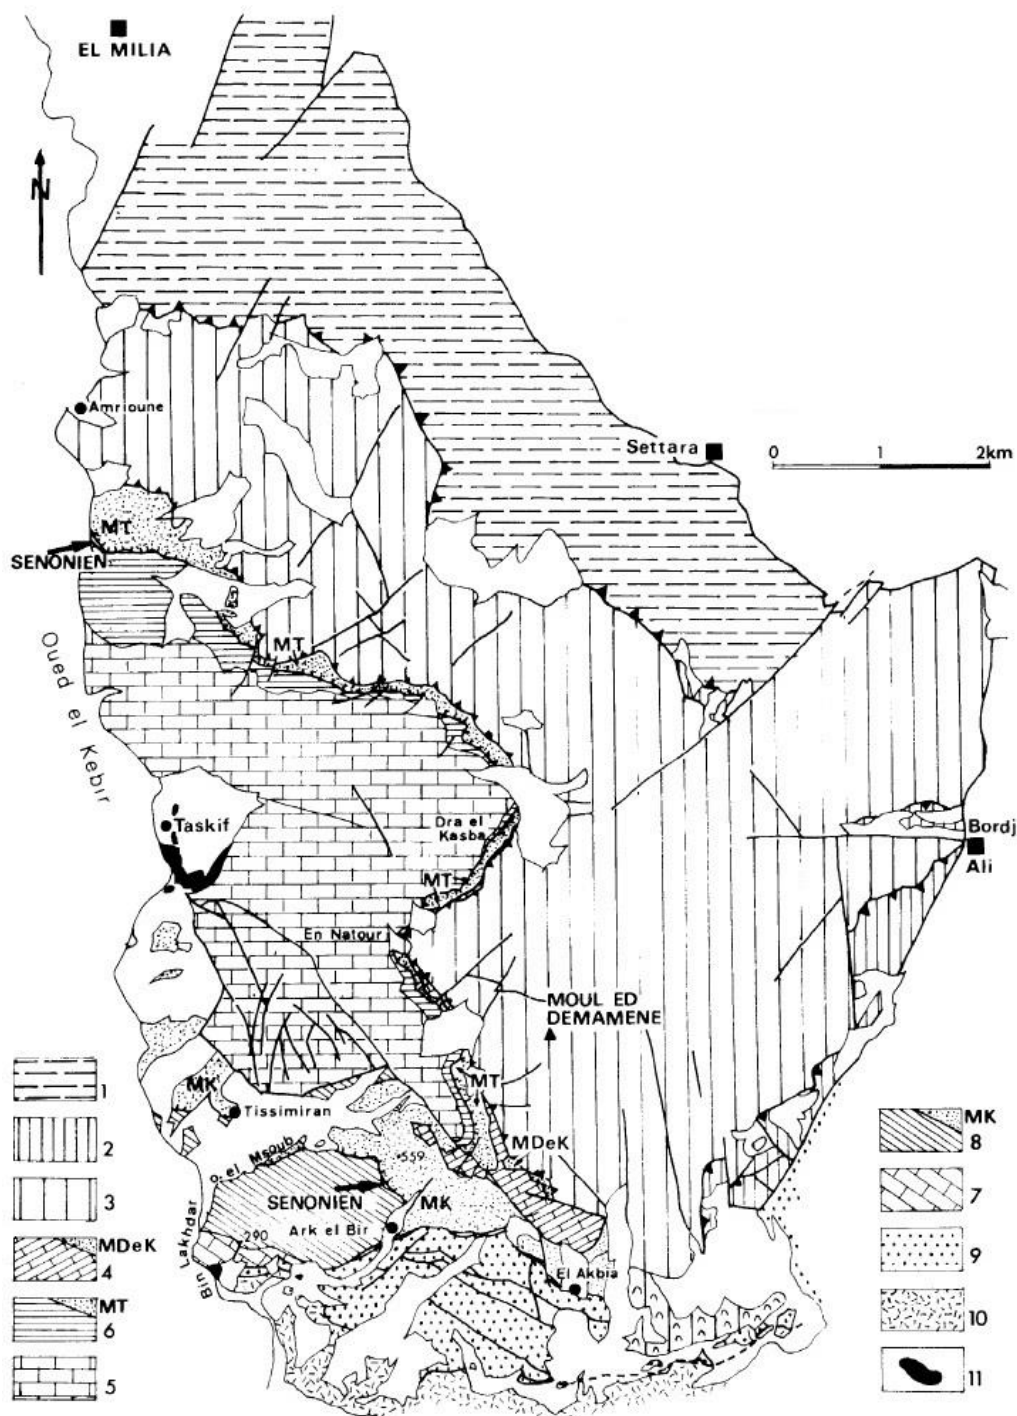 EL MILIA
N
Amrioune
Settara
0 1 2km
MT
SENONIEN
MT
Oued el Kebir
Taskif
Dra el
Kasba
Bordj
Ali
MT
En Natour
MOUL ED
DEMAMENE
MK
Tissimiran
MT
MDeK
o. el Msoub
559
SENONIEN
MK
Ark el Bir
290
Bin Lakhdar
El Akbia
1
2
3
MDeK
4
MT
6
5
MK
8
7
9
10
11